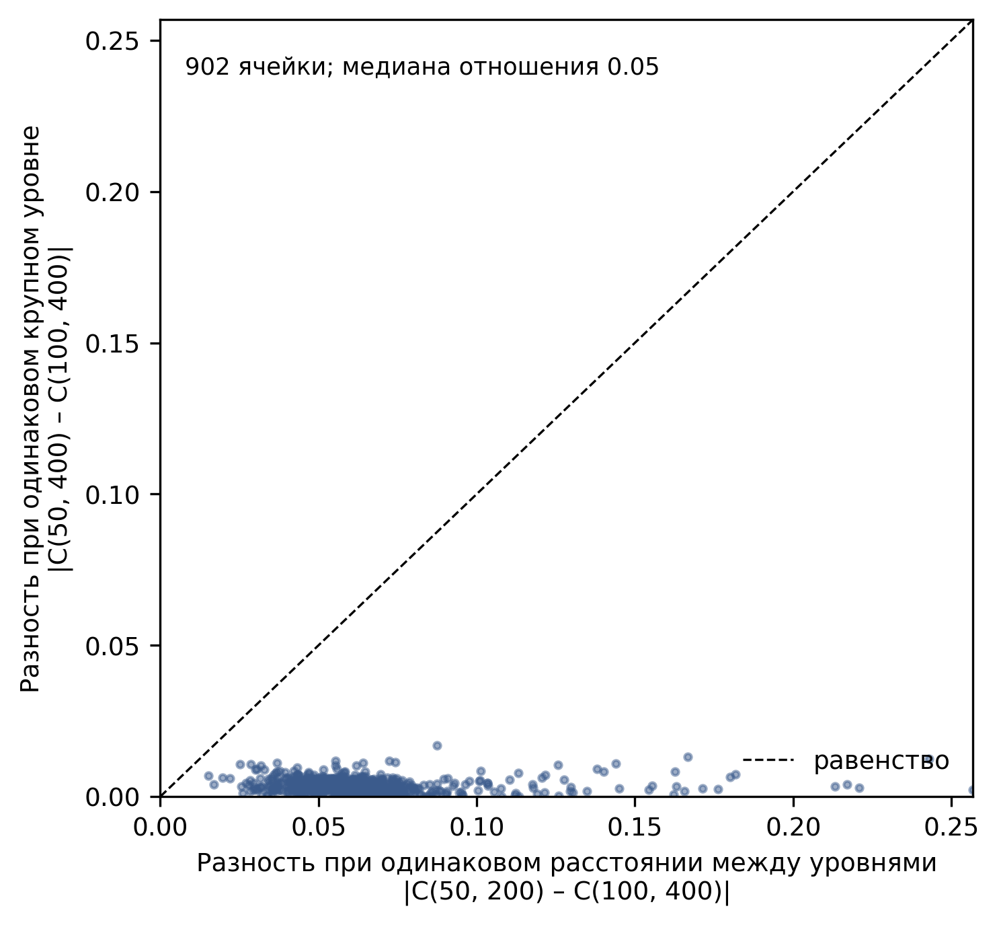 902 ячейки; медиана отношения 0.05
Разность при одинаковом крупном уровне
|C(50, 400) – C(100, 400)|
0.25
0.20
0.15
0.10
0.05
0.00
равенство
0.00 0.05 0.10 0.15 0.20 0.25
Разность при одинаковом расстоянии между уровнями
|C(50, 200) – C(100, 400)|